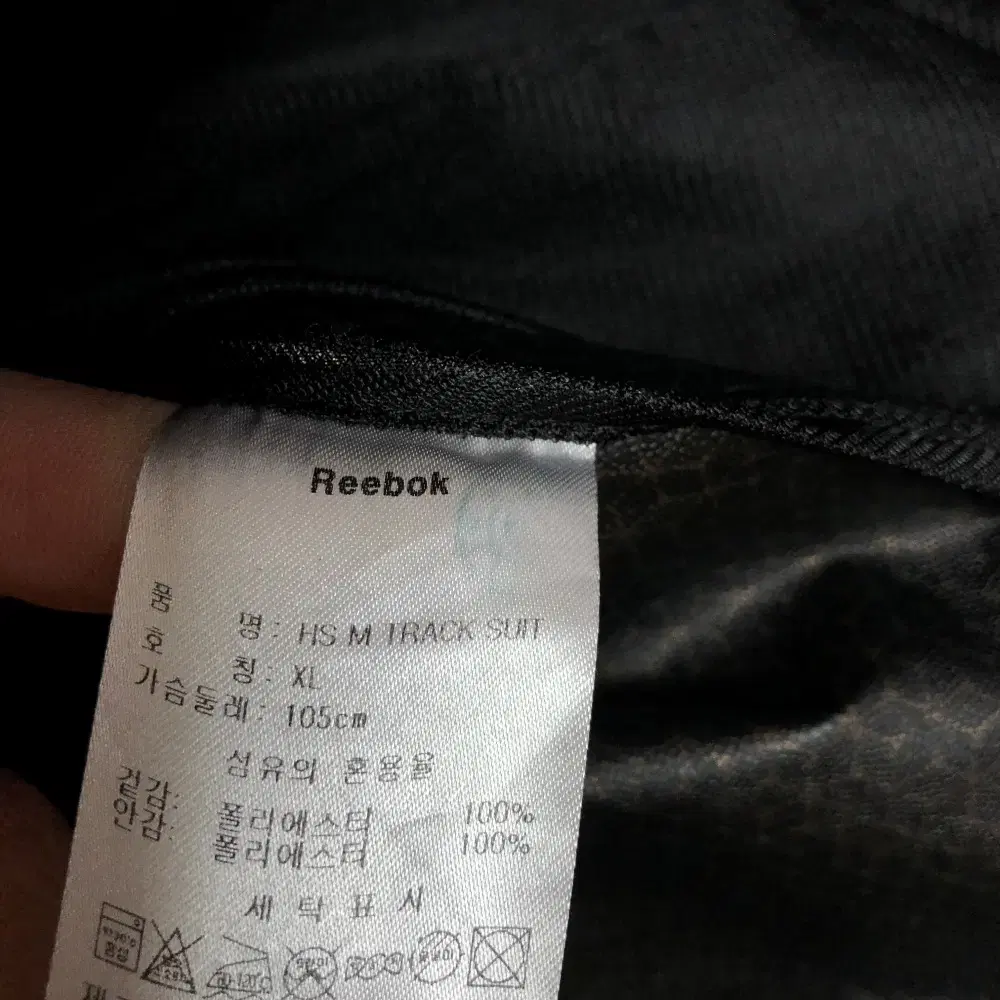 Reebok
품 명 : HS M TRACK SUIT
호 칭 : XL
가슴둘레 : 105cm
섬유의 혼용율
겉감: 폴리에스터 100%
안감: 폴리에스터 100%
세 탁 표 시